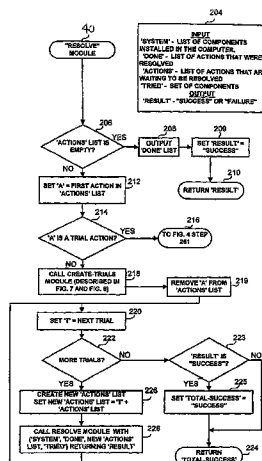 40
204
"RESOLVE"
MODULE
INPUT
'SYSTEM' - LIST OF COMPONENTS
INSTALLED IN THE COMPUTER,
'DONE' - LIST OF ACTIONS THAT WERE
RESOLVED
'ACTIONS' - LIST OF ACTIONS THAT AR
WAITING TO BE RESOLVED
'TRIED' - SET OF COMPONENTS
OUTPUT
'RESULT' - "SUCCESS" OR "FAILURE"
206
'ACTIONS' LIST IS
EMPTY?
YES
208
OUTPUT
'DONE' LIST
209
SET 'RESULT' =
"SUCCESS"
210
RETURN 'RESULT'
NO
SET 'A' = FIRST ACTION IN
'ACTIONS' LIST
212
214
'A' IS A TRIAL ACTION?
YES
216
TO FIG. 4 STEP
261
NO
CALL CREATE-TRIALS
MODULE (DESCRIBED IN
FIG. 7 AND FIG. 8)
218
REMOVE 'A' FROM
'ACTIONS' LIST
219
SET 'T' = NEXT TRIAL
220
222
MORE TRIALS?
NO
223
'RESULT' IS
"SUCCESS"?
NO
YES
YES
CREATE NEW 'ACTIONS' LIST
SET NEW 'ACTIONS' LIST = 'T' +
'ACTIONS' LIST
226
225
SET 'TOTAL-SUCCESS' =
"SUCCESS"
CALL RESOLVE MODULE WITH
('SYSTEM', 'DONE', NEW 'ACTIONS'
LIST, 'TRIED') RETURNING 'RESULT'
224
RETURN
'TOTAL-SUCCESS'